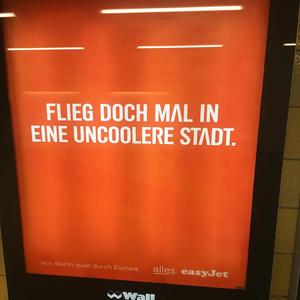 FLIEG DOCH MAL IN
EINE UNCOOLERE STADT.
Von Berlin quer durch Europa
alles easyJet
Wall